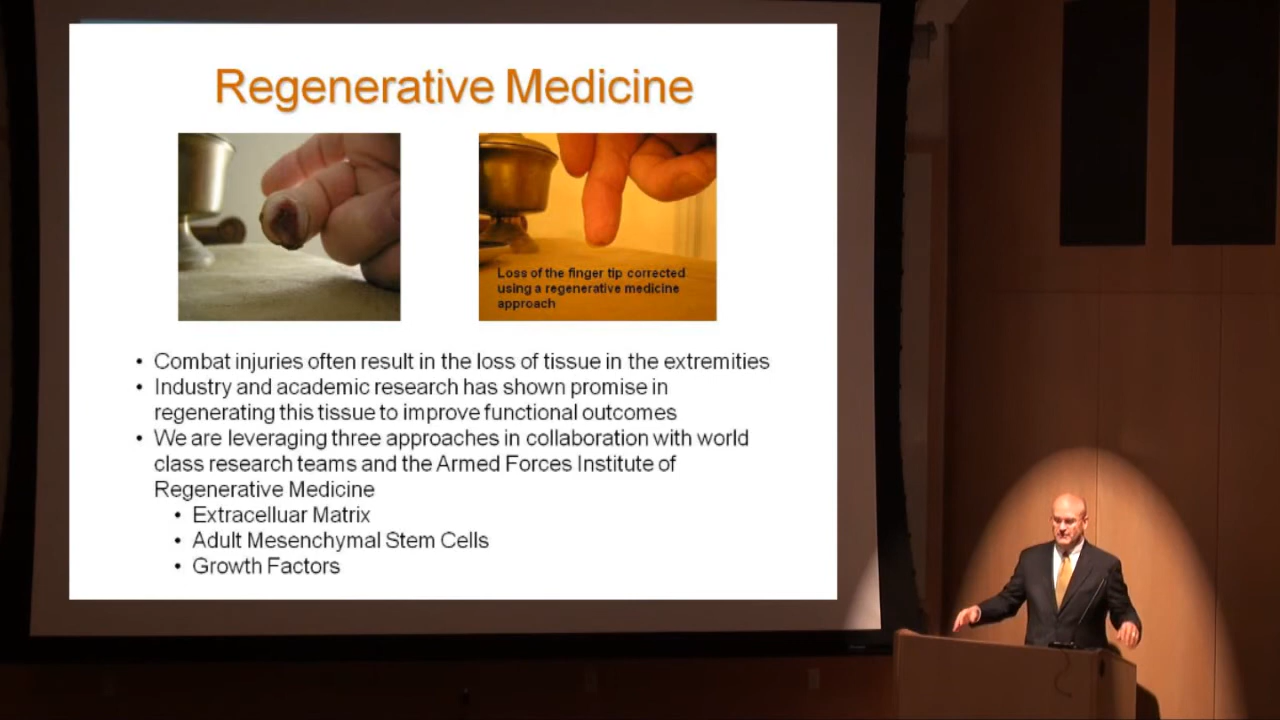 Regenerative Medicine
Loss of the finger tip corrected
using a regenerative medicine
approach
• Combat injuries often result in the loss of tissue in the extremities
• Industry and academic research has shown promise in
regenerating this tissue to improve functional outcomes
• We are leveraging three approaches in collaboration with world
class research teams and the Armed Forces Institute of
Regenerative Medicine
• Extracelluar Matrix
• Adult Mesenchymal Stem Cells
• Growth Factors